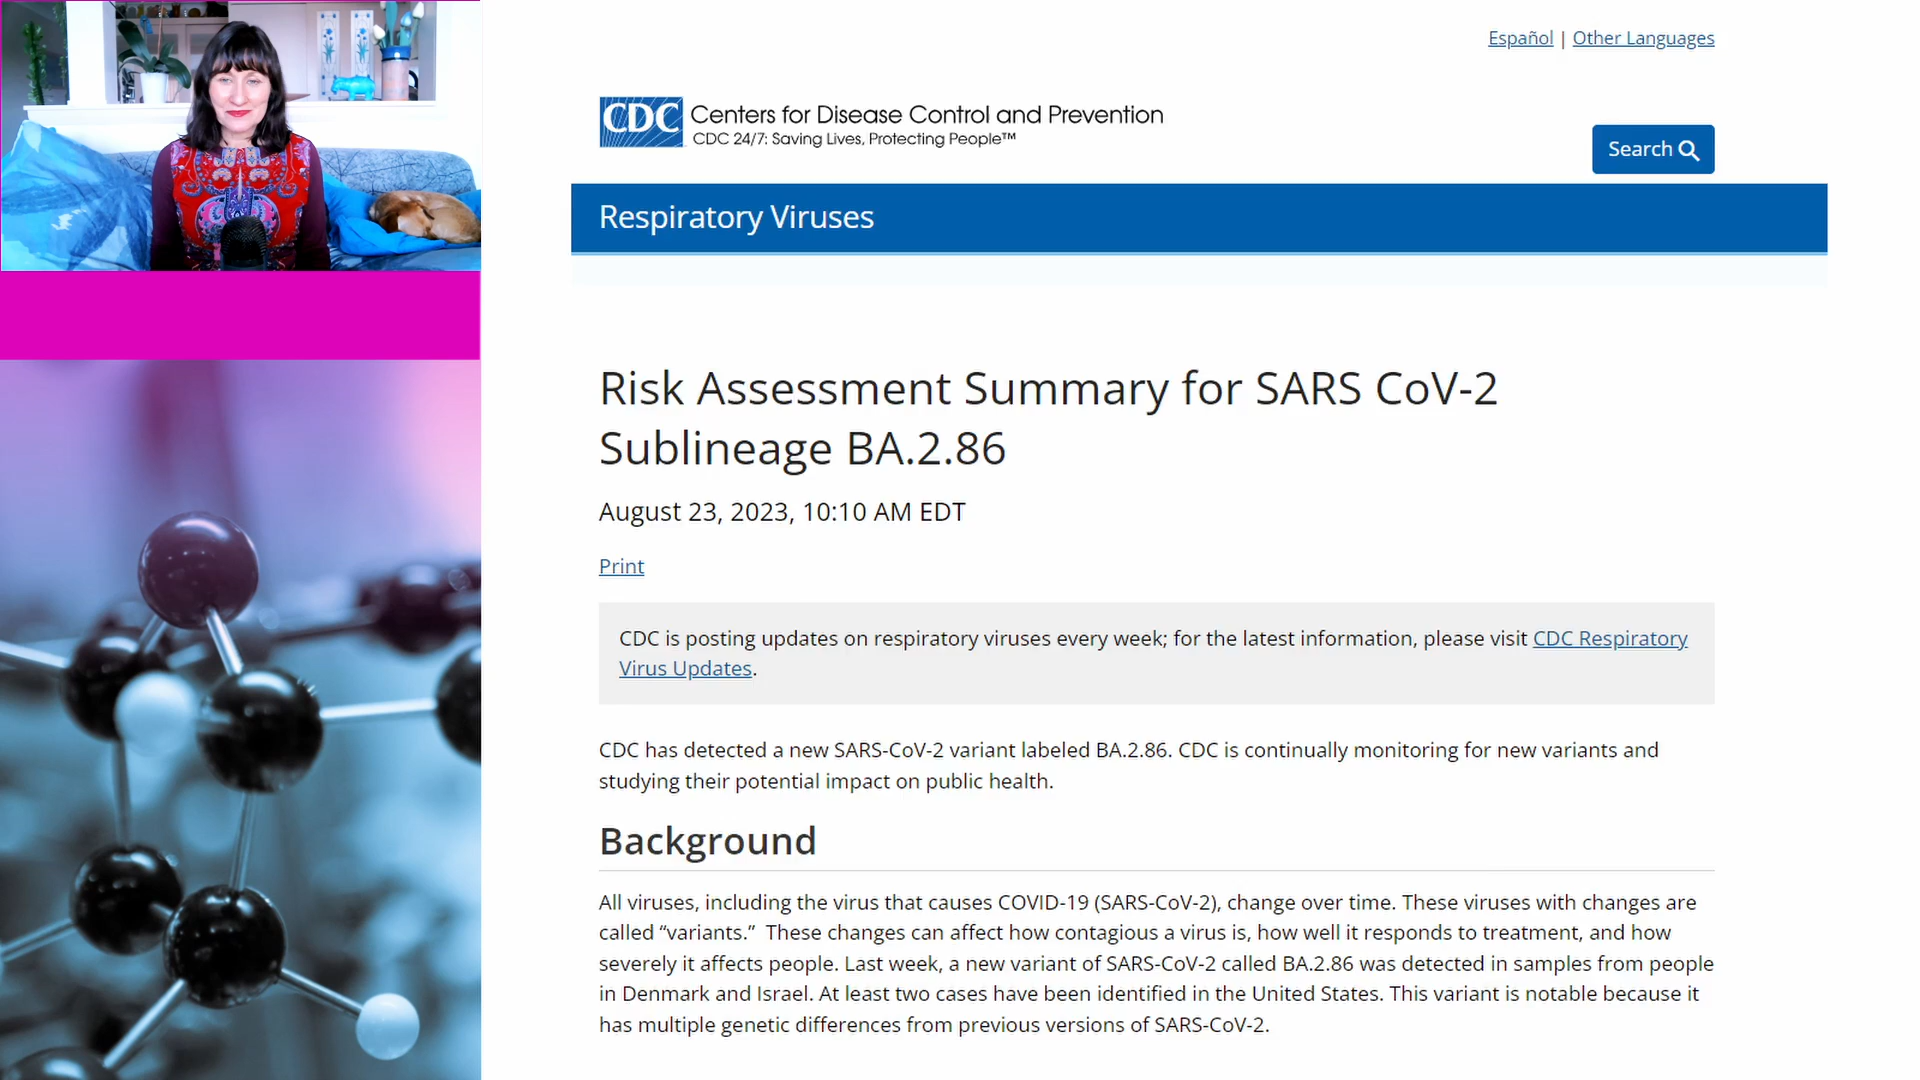 Español | Other Languages
CDC Centers for Disease Control and Prevention
CDC 24/7: Saving Lives, Protecting People™
Search
Respiratory Viruses
Risk Assessment Summary for SARS CoV-2
Sublineage BA.2.86
August 23, 2023, 10:10 AM EDT
Print
CDC is posting updates on respiratory viruses every week; for the latest information, please visit CDC Respiratory
Virus Updates.
CDC has detected a new SARS-CoV-2 variant labeled BA.2.86. CDC is continually monitoring for new variants and
studying their potential impact on public health.
Background
All viruses, including the virus that causes COVID-19 (SARS-CoV-2), change over time. These viruses with changes are
called “variants.”  These changes can affect how contagious a virus is, how well it responds to treatment, and how
severely it affects people. Last week, a new variant of SARS-CoV-2 called BA.2.86 was detected in samples from people
in Denmark and Israel. At least two cases have been identified in the United States. This variant is notable because it
has multiple genetic differences from previous versions of SARS-CoV-2.